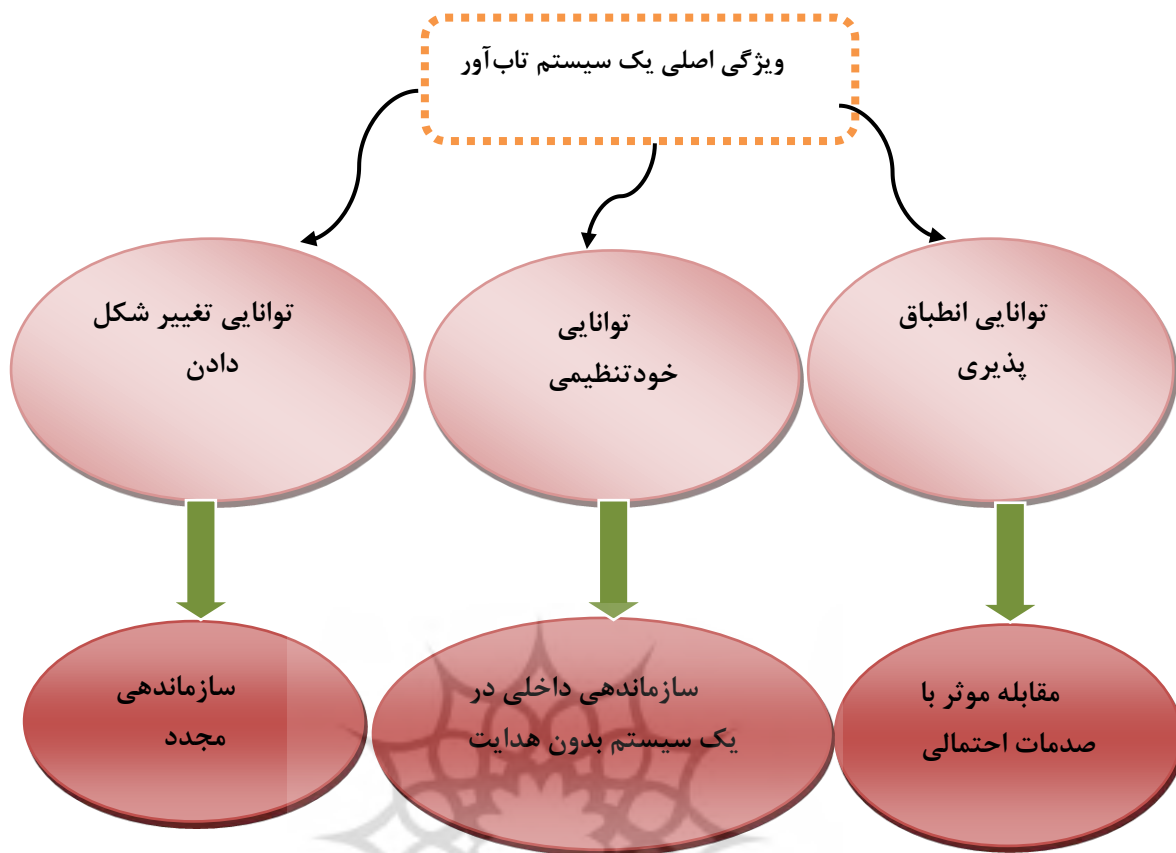 ویژگی اصلی یک سیستم تاب‌آور
توانایی انطباق
پذیری
توانایی
خودتنظیمی
توانایی تغییر شکل
دادن
مقابله موثر با
صدمات احتمالی
سازماندهی داخلی در
یک سیستم بدون هدایت
سازماندهی
مجدد